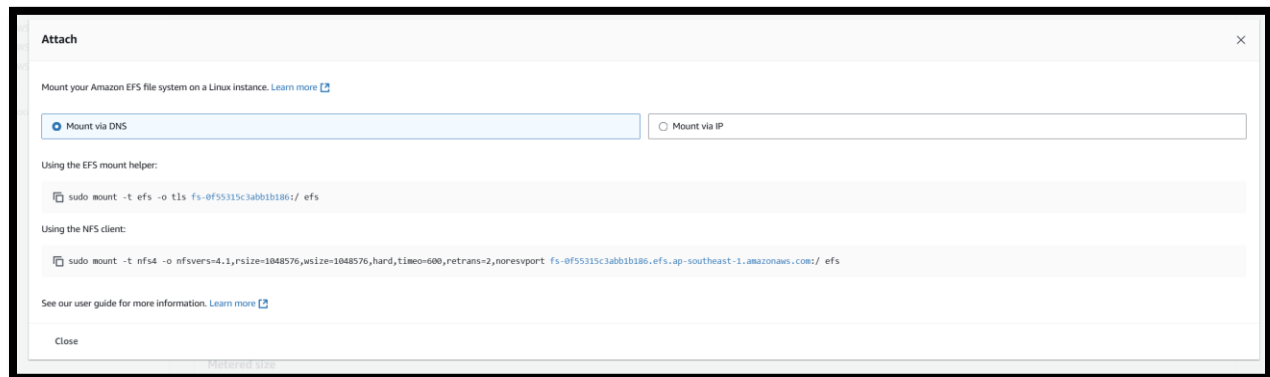 Attach
Mount your Amazon EFS file system on a Linux instance. Learn more
Mount via DNS
Mount via IP
Using the EFS mount helper:
sudo mount -t efs -o tls fs-0f55315c3abb1b186:/ efs
Using the NFS client:
sudo mount -t nfs4 -o nfsvers=4.1,rsize=1048576,wsize=1048576,hard,timeo=600,retrans=2,noresvport fs-0f55315c3abb1b186.efs.ap-southeast-1.amazonaws.com:/ efs
See our user guide for more information. Learn more
Close
Metered size